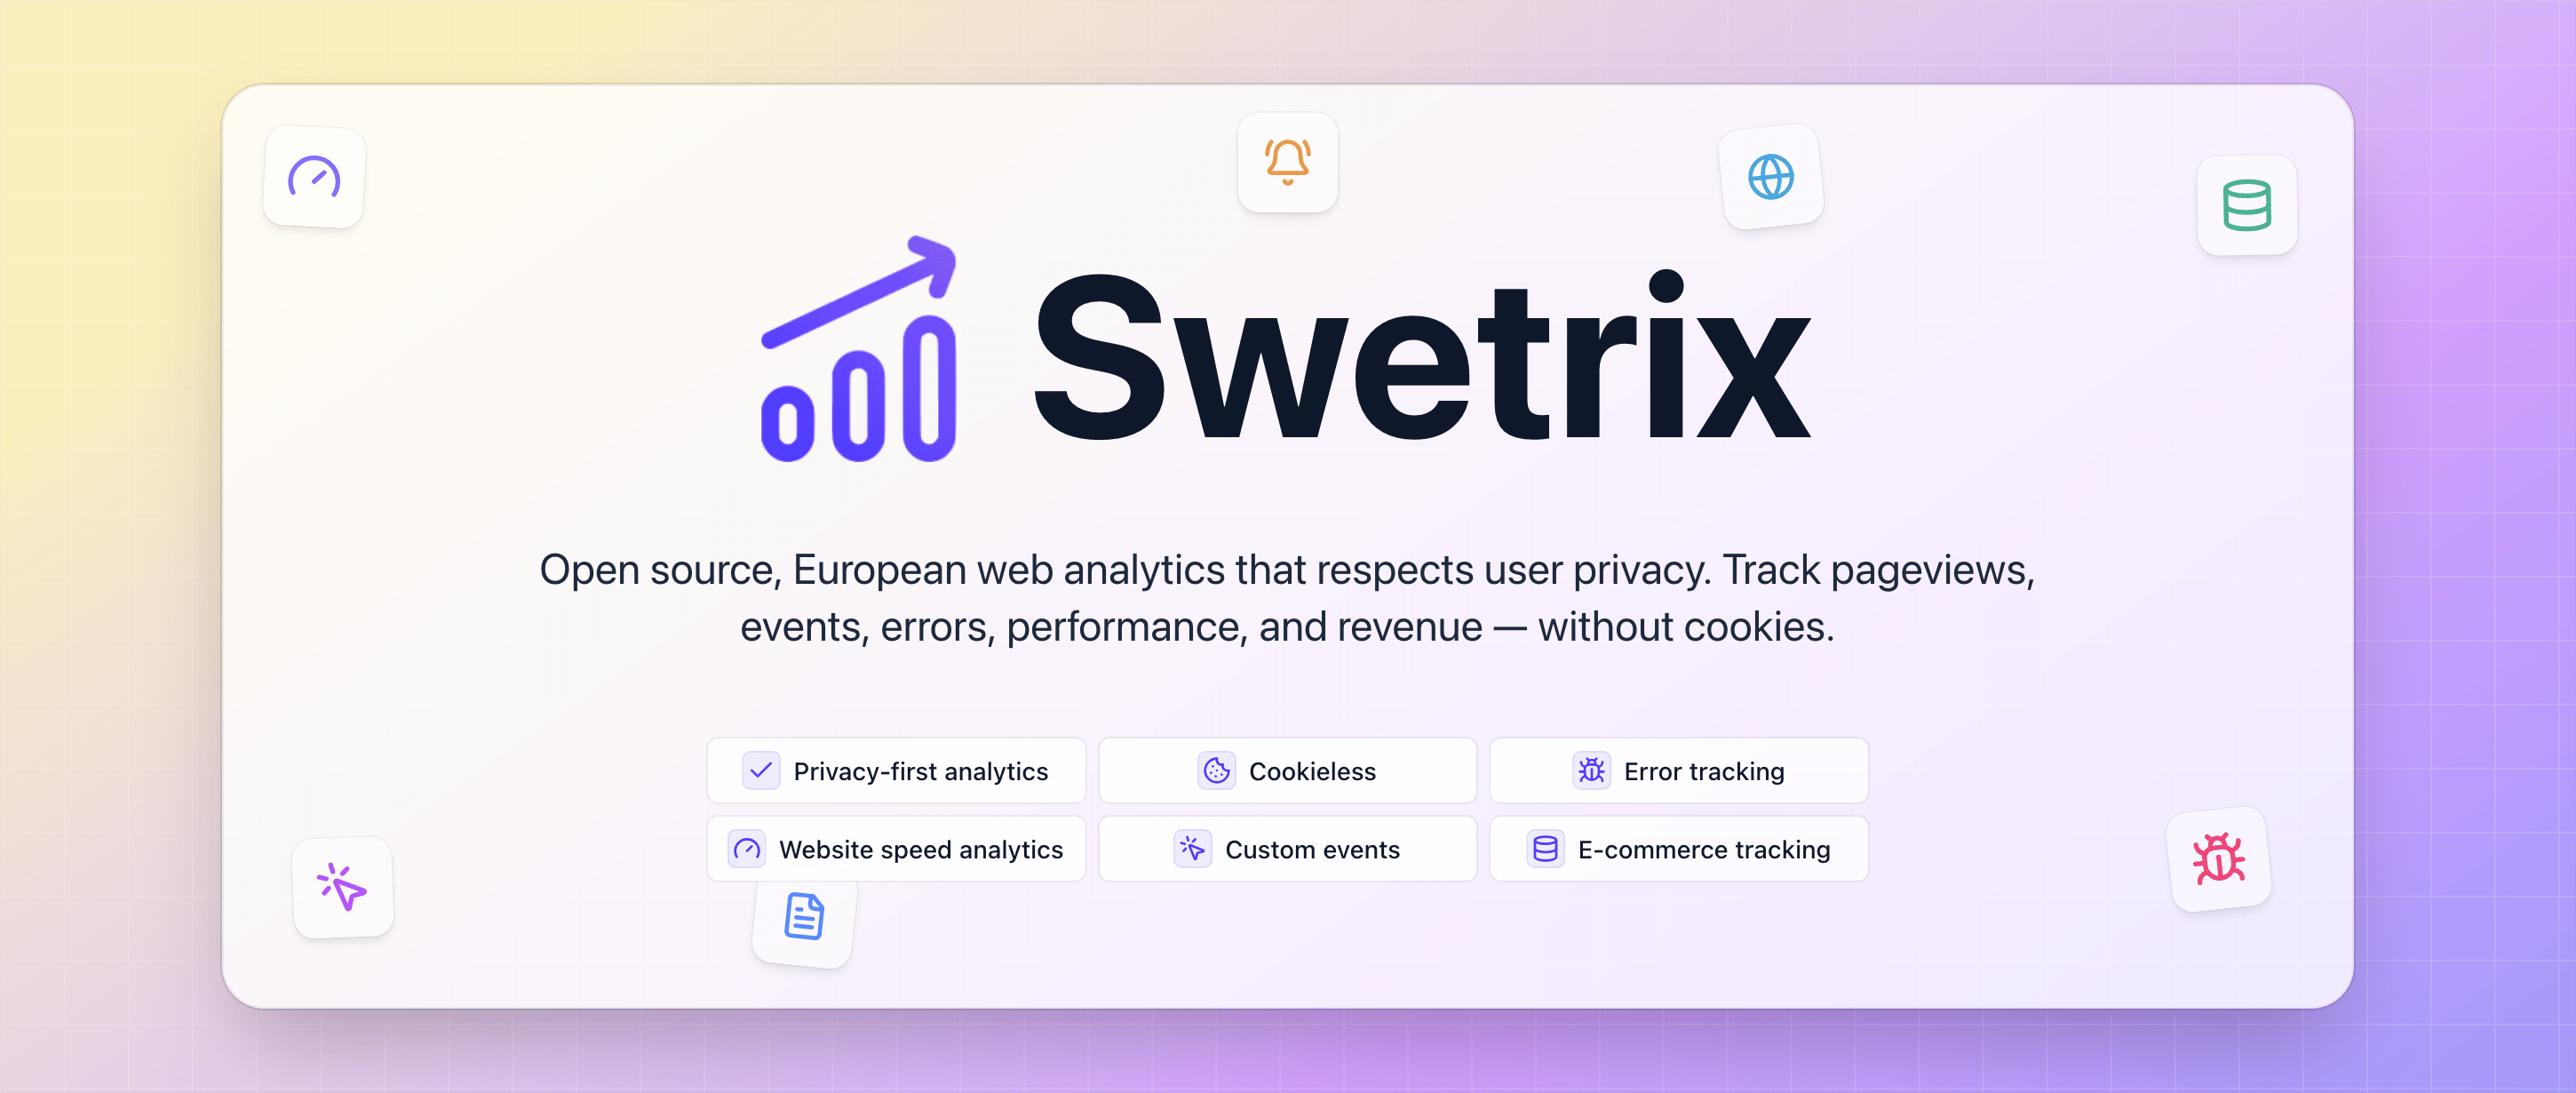 Swetrix
Open source, European web analytics that respects user privacy. Track pageviews,
events, errors, performance, and revenue — without cookies.
Privacy-first analytics
Cookieless
Error tracking
Website speed analytics
Custom events
E-commerce tracking